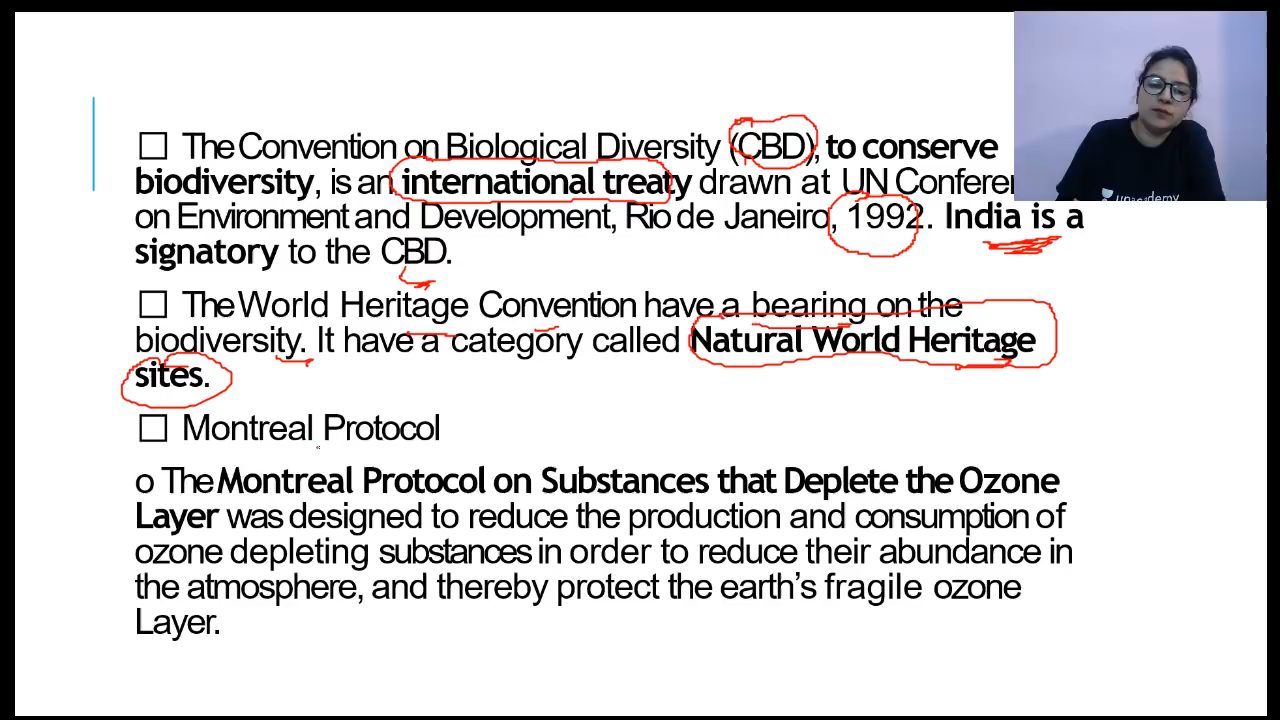 ☐ The Convention on Biological Diversity (CBD), to conserve
biodiversity, is an international treaty drawn at UN
on Environment and Development, Rio de Janeiro, 1992. India is a
signatory to the CBD.
☐ The World Heritage Convention have a bearing on the
biodiversity. It have a category called Natural World Heritage
sites.
☐ Montreal Protocol
o The Montreal Protocol on Substances that Deplete the Ozone
Layer was designed to reduce the production and consumption of
ozone depleting substances in order to reduce their abundance in
the atmosphere, and thereby protect the earth's fragile ozone
Layer.
unacademy